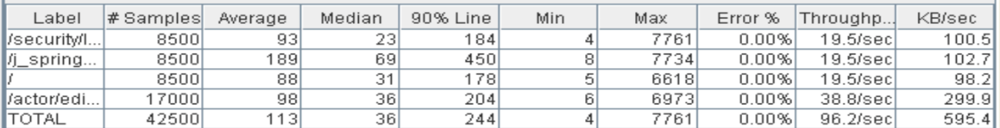 Label # Samples Average Median 90% Line Min Max Error % Throughp... KB/sec
/security/l... 8500 93 23 184 4 7761 0.00% 19.5/sec 100.5
/j_spring... 8500 189 69 450 8 7734 0.00% 19.5/sec 102.7
/ 8500 88 31 178 5 6618 0.00% 19.5/sec 98.2
/actor/edi... 17000 98 36 204 6 6973 0.00% 38.8/sec 299.9
TOTAL 42500 113 36 244 4 7761 0.00% 96.2/sec 595.4